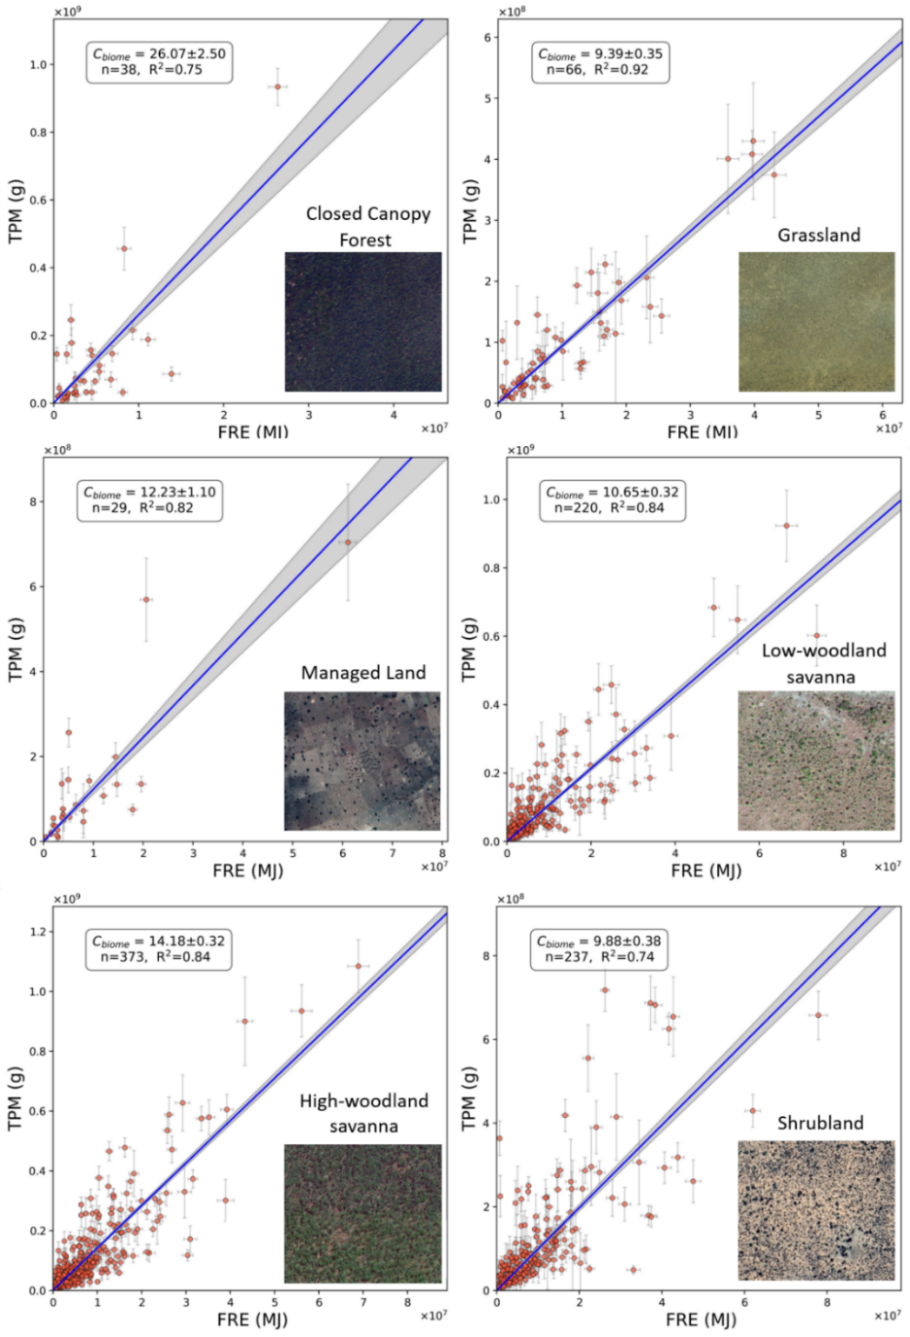 ×10⁹
C_biome = 26.07±2.50
n=38, R²=0.75
1.0
0.8
0.6
0.4
0.2
0.0
TPM (g)
Closed Canopy
Forest
0
1
3
4
×10⁷
FRE (MJ)
×10⁸
C_biome = 9.39±0.35
n=66, R²=0.92
6
5
4
3
2
1
0
TPM (g)
Grassland
0
1
2
4
5
6
×10⁷
FRE (MJ)
×10⁸
C_biome = 12.23±1.10
n=29, R²=0.82
8
6
4
2
0
TPM (g)
Managed Land
0
1
2
3
4
5
6
7
8
×10⁷
FRE (MJ)
×10⁹
C_biome = 10.65±0.32
n=220, R²=0.84
1.0
0.8
0.6
0.4
0.2
0.0
TPM (g)
Low-woodland
savanna
0
2
4
6
8
×10⁷
FRE (MJ)
×10⁹
C_biome = 14.18±0.32
n=373, R²=0.84
1.2
1.0
0.8
0.6
0.4
0.2
0.0
TPM (g)
High-woodland
savanna
0
1
2
4
5
6
7
8
×10⁷
FRE (MJ)
×10⁸
C_biome = 9.88±0.38
n=237, R²=0.74
8
6
4
2
0
TPM (g)
Shrubland
0
2
4
6
8
×10⁷
FRE (MJ)